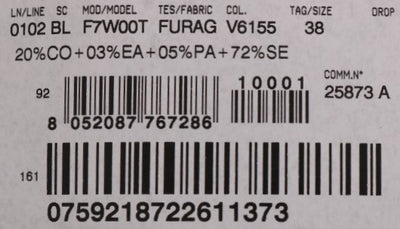 LN/LINE SC MOD/MODEL TES/FABRIC COL. TAG/SIZE DROP
0102 BL F7W00T FURAG V6155 38
20%CO+03%EA+05%PA+72%SE
COMM.N°
10001
92 25873 A
8 052087 767286
161
0759218722611373